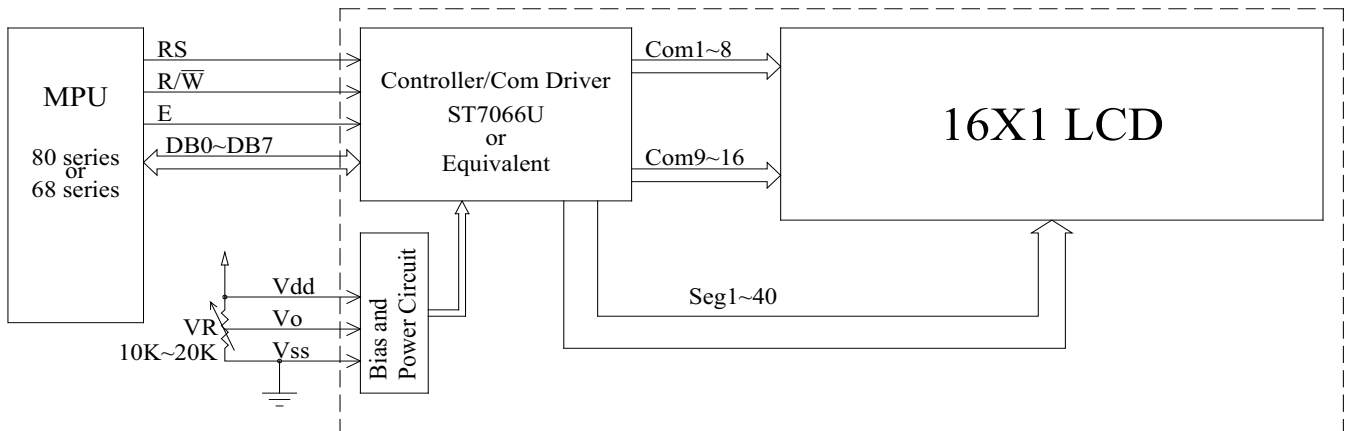 MPU
80 series
or
68 series
RS
R/W̅
E
DB0~DB7
Controller/Com Driver
ST7066U
or
Equivalent
Com1~8
Com9~16
16X1 LCD
Vdd
Vo
Vss
VR
10K~20K
Bias and
Power Circuit
Seg1~40